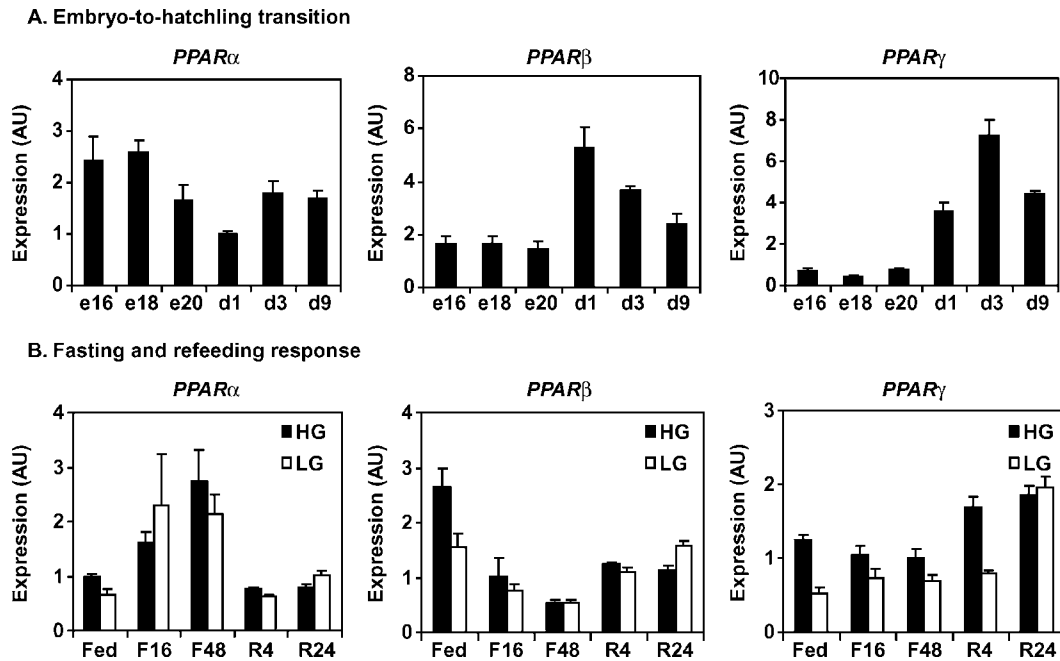 A. Embryo-to-hatchling transition
PPARα
PPARβ
PPARγ
Expression (AU)
4
3
2
1
0
e16 e18 e20 d1 d3 d9
Expression (AU)
8
6
4
2
0
e16 e18 e20 d1 d3 d9
Expression (AU)
10
8
6
4
2
0
e16 e18 e20 d1 d3 d9
B. Fasting and refeeding response
PPARα
PPARβ
PPARγ
Expression (AU)
4
3
2
1
0
HG
LG
Fed F16 F48 R4 R24
Expression (AU)
4
3
2
1
0
HG
LG
Fed F16 F48 R4 R24
Expression (AU)
3
2
1
0
HG
LG
Fed F16 F48 R4 R24